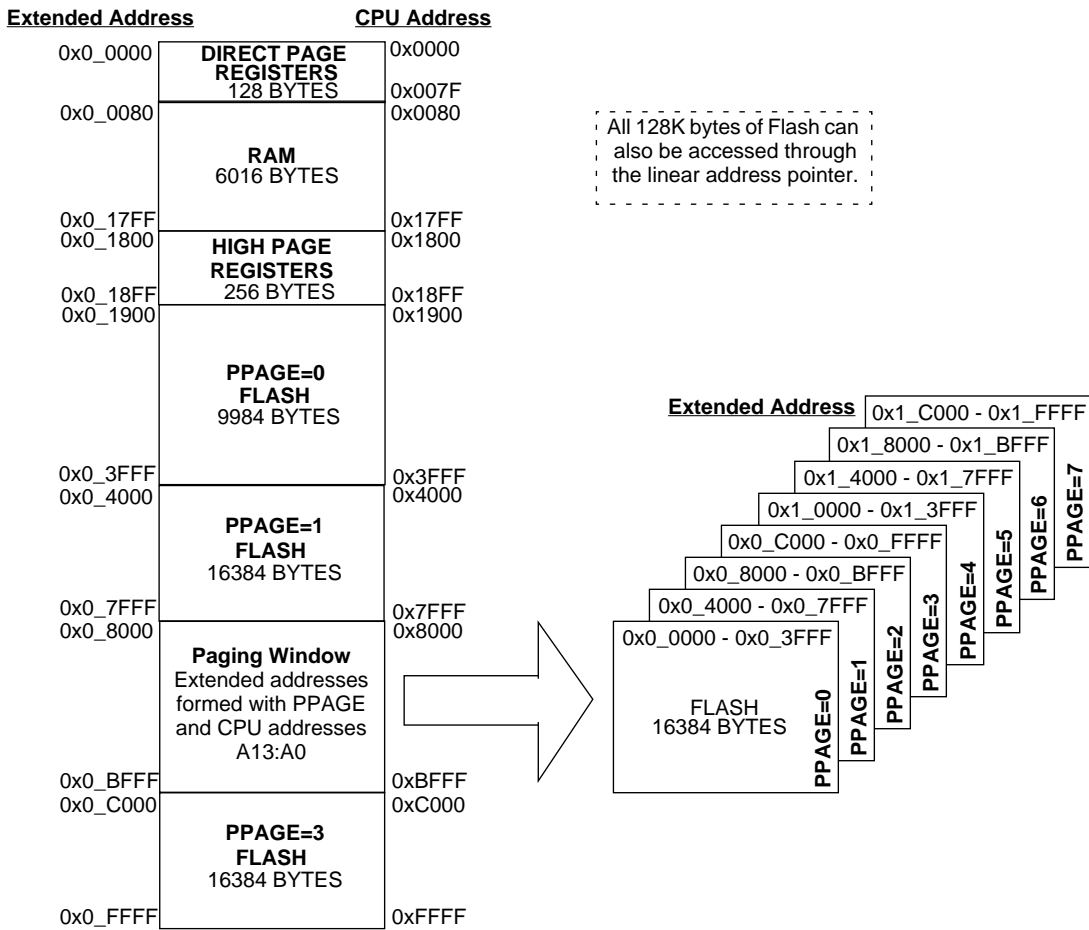 Extended Address
CPU Address
0x0_0000
DIRECT PAGE
REGISTERS
128 BYTES
0x0000
0x007F
0x0_0080
0x0080
RAM
6016 BYTES
0x0_17FF
0x17FF
0x0_1800
0x1800
HIGH PAGE
REGISTERS
256 BYTES
0x0_18FF
0x18FF
0x0_1900
0x1900
PPAGE=0
FLASH
9984 BYTES
0x0_3FFF
0x3FFF
0x0_4000
0x4000
PPAGE=1
FLASH
16384 BYTES
0x0_7FFF
0x7FFF
0x0_8000
0x8000
Paging Window
Extended addresses
formed with PPAGE
and CPU addresses
A13:A0
0x0_BFFF
0xBFFF
0x0_C000
0xC000
PPAGE=3
FLASH
16384 BYTES
0x0_FFFF
0xFFFF
All 128K bytes of Flash can
also be accessed through
the linear address pointer.
Extended Address
0x1_C000 - 0x1_FFFF
0x1_8000 - 0x1_BFFF
0x1_4000 - 0x1_7FFF
0x1_0000 - 0x1_3FFF
0x0_C000 - 0x0_FFFF
0x0_8000 - 0x0_BFFF
0x0_4000 - 0x0_7FFF
0x0_0000 - 0x0_3FFF
FLASH
16384 BYTES
PPAGE=0
PPAGE=1
PPAGE=2
PPAGE=3
PPAGE=4
PPAGE=5
PPAGE=6
PPAGE=7